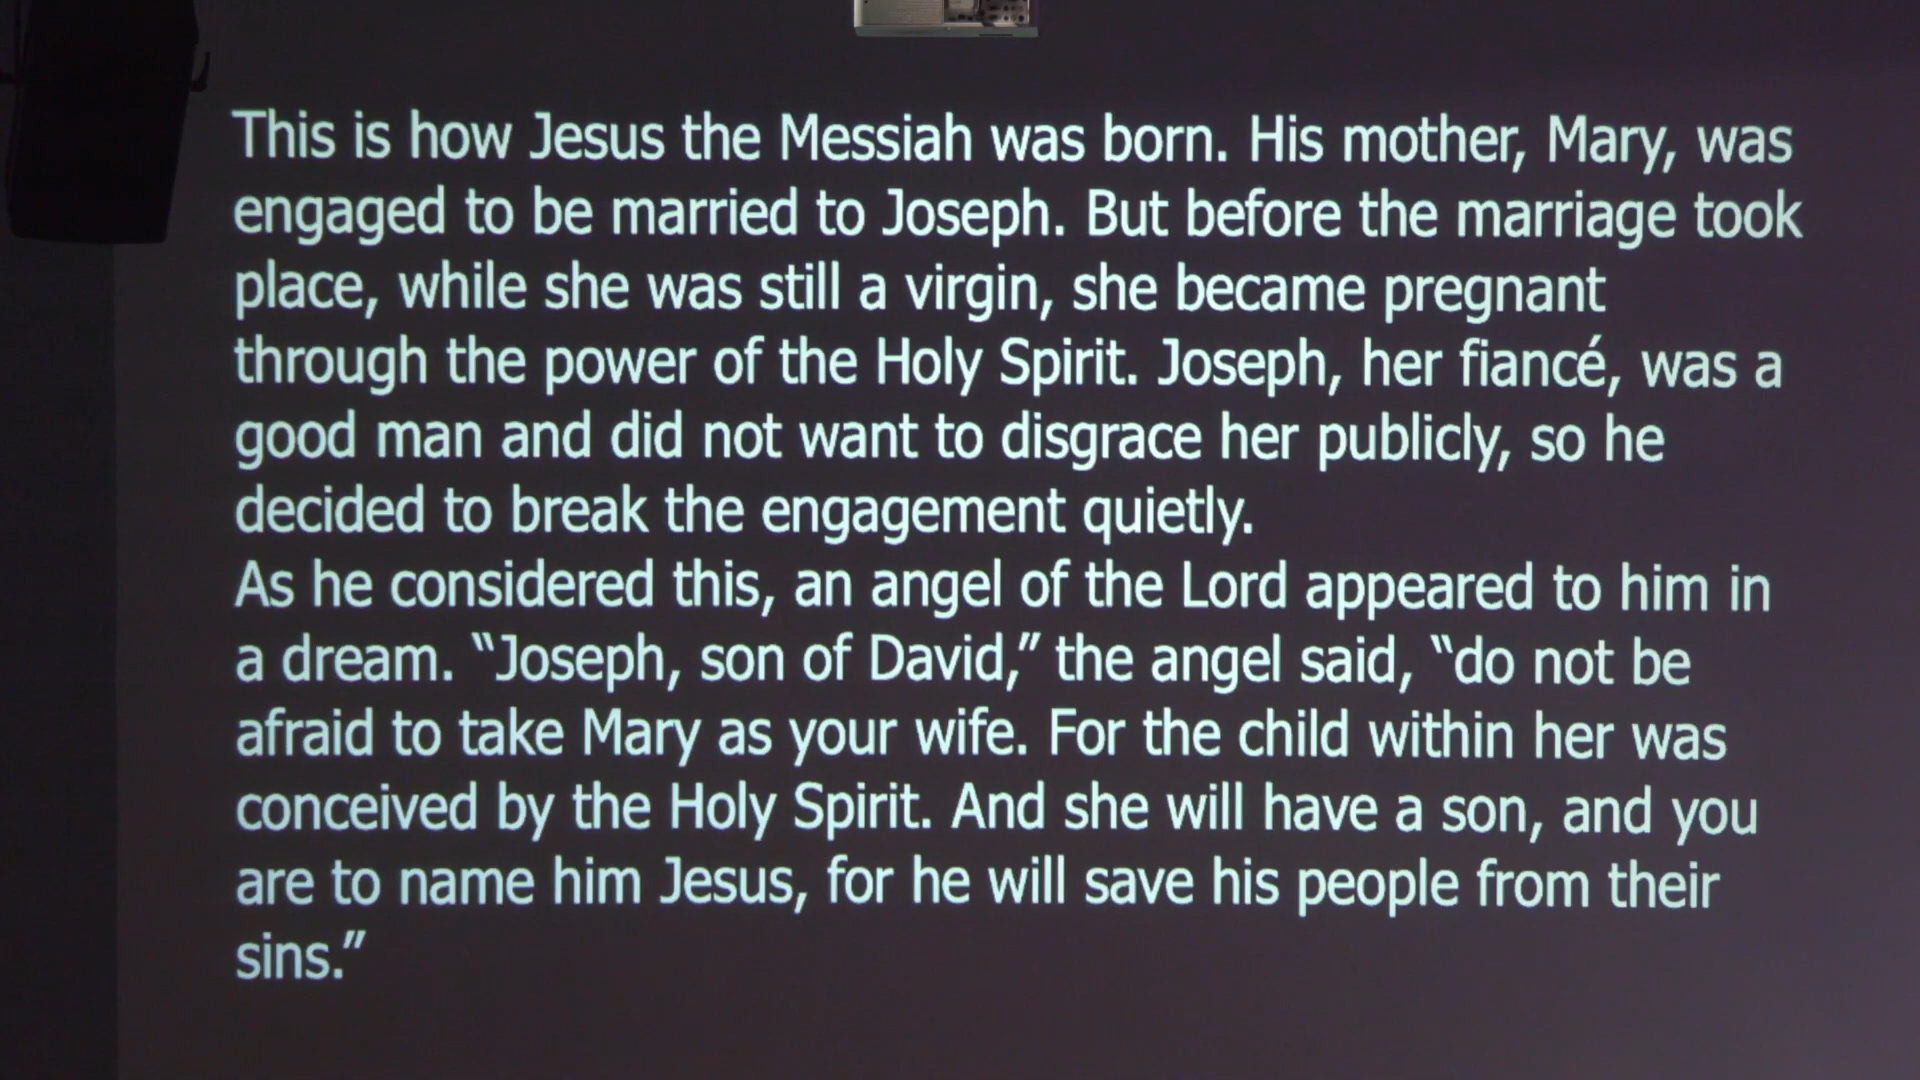 This is how Jesus the Messiah was born. His mother, Mary, was
engaged to be married to Joseph. But before the marriage took
place, while she was still a virgin, she became pregnant
through the power of the Holy Spirit. Joseph, her fiancé, was a
good man and did not want to disgrace her publicly, so he
decided to break the engagement quietly.
As he considered this, an angel of the Lord appeared to him in
a dream. “Joseph, son of David,” the angel said, “do not be
afraid to take Mary as your wife. For the child within her was
conceived by the Holy Spirit. And she will have a son, and you
are to name him Jesus, for he will save his people from their
sins.”